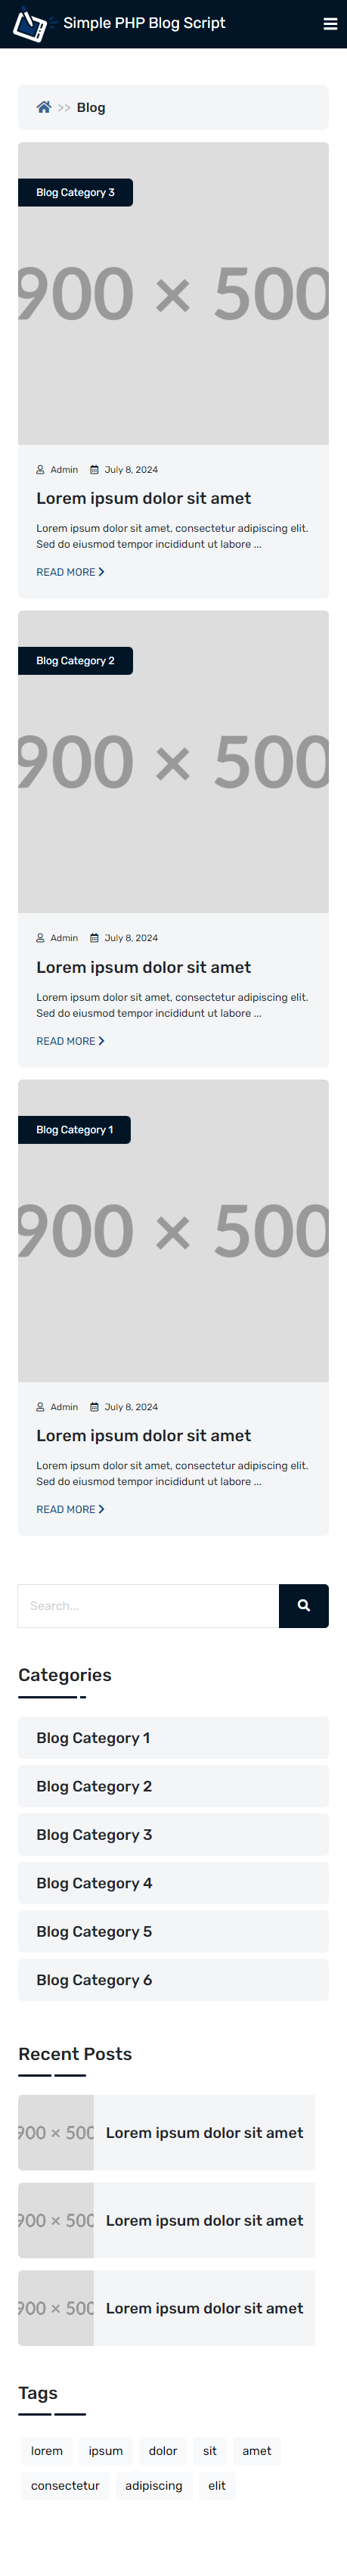 Simple PHP Blog Script
>> Blog
Blog Category 3
900 × 500
Admin July 8, 2024
Lorem ipsum dolor sit amet
Lorem ipsum dolor sit amet, consectetur adipiscing elit.
Sed do eiusmod tempor incididunt ut labore ...
READ MORE
Blog Category 2
900 × 500
Admin July 8, 2024
Lorem ipsum dolor sit amet
Lorem ipsum dolor sit amet, consectetur adipiscing elit.
Sed do eiusmod tempor incididunt ut labore ...
READ MORE
Blog Category 1
900 × 500
Admin July 8, 2024
Lorem ipsum dolor sit amet
Lorem ipsum dolor sit amet, consectetur adipiscing elit.
Sed do eiusmod tempor incididunt ut labore ...
READ MORE
Search...
Categories
Blog Category 1
Blog Category 2
Blog Category 3
Blog Category 4
Blog Category 5
Blog Category 6
Recent Posts
900 × 500 Lorem ipsum dolor sit amet
900 × 500 Lorem ipsum dolor sit amet
900 × 500 Lorem ipsum dolor sit amet
Tags
lorem ipsum dolor sit amet
consectetur adipiscing elit